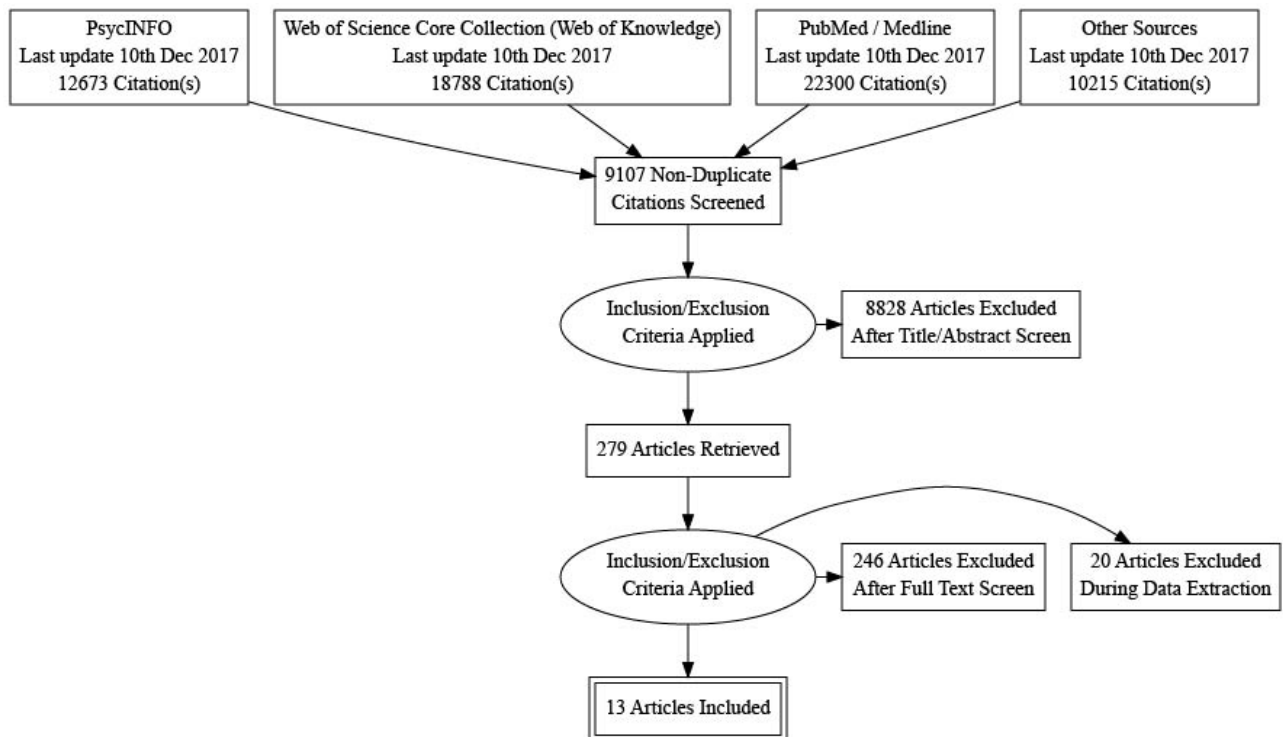 PsycINFO
Last update 10th Dec 2017
12673 Citation(s)
Web of Science Core Collection (Web of Knowledge)
Last update 10th Dec 2017
18788 Citation(s)
PubMed / Medline
Last update 10th Dec 2017
22300 Citation(s)
Other Sources
Last update 10th Dec 2017
10215 Citation(s)
9107 Non-Duplicate
Citations Screened
Inclusion/Exclusion
Criteria Applied
8828 Articles Excluded
After Title/Abstract Screen
279 Articles Retrieved
Inclusion/Exclusion
Criteria Applied
246 Articles Excluded
After Full Text Screen
20 Articles Excluded
During Data Extraction
13 Articles Included